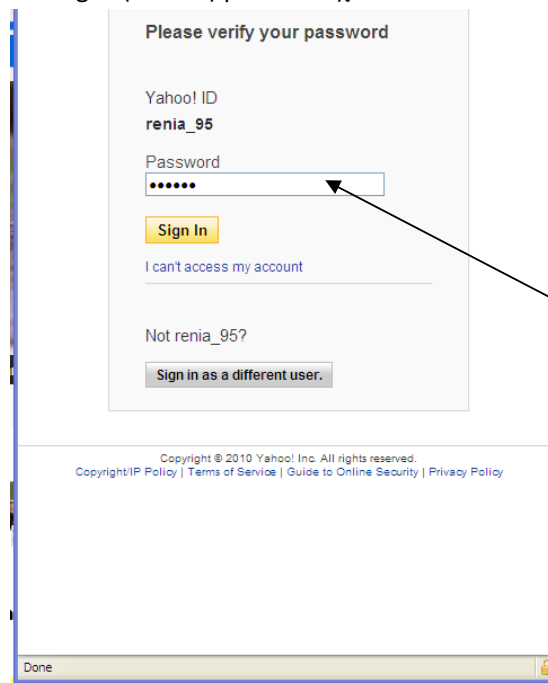 Please verify your password
Yahoo! ID
renia_95
Password
••••••
Sign In
I can't access my account
Not renia_95?
Sign in as a different user.
Copyright © 2010 Yahoo! Inc. All rights reserved.
Copyright/IP Policy | Terms of Service | Guide to Online Security | Privacy Policy
Done